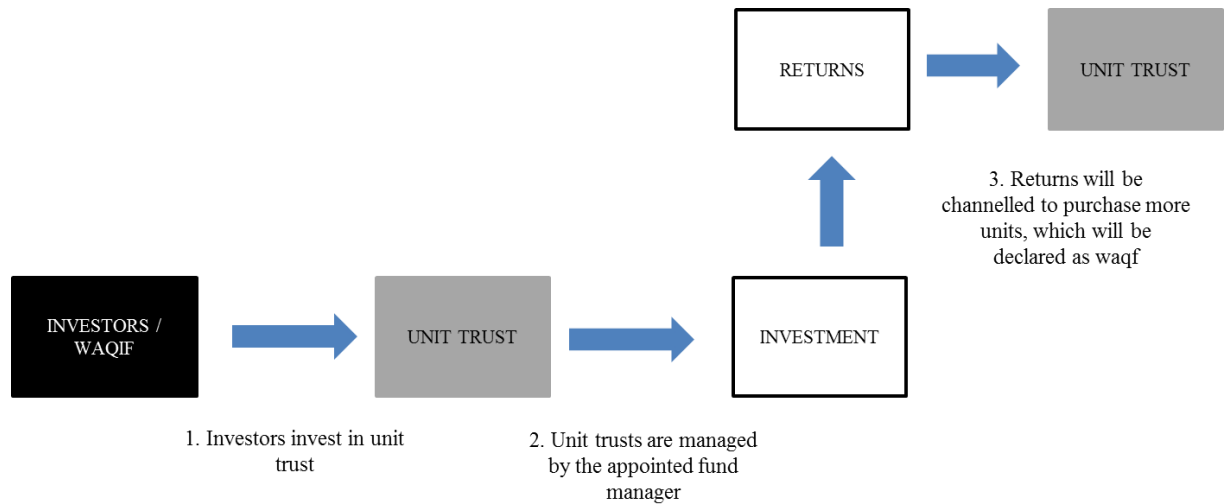 RETURNS
UNIT TRUST
3. Returns will be
channelled to purchase more
units, which will be
declared as waqf
INVESTORS /
WAQIF
UNIT TRUST
INVESTMENT
1. Investors invest in unit
trust
2. Unit trusts are managed
by the appointed fund
manager